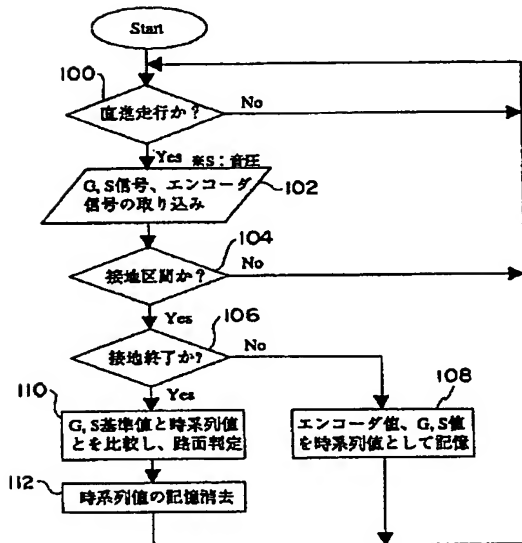 Start
100
直進走行か?
No
Yes
※S:音圧
G,S信号、エンコーダ
信号の取り込み
102
104
接地区間か?
No
Yes
106
接地終了か?
No
Yes
110
G,S基準値と時系列値
とを比較し、路面判定
108
エンコーダ値、G,S値
を時系列値として記憶
112
時系列値の記憶消去